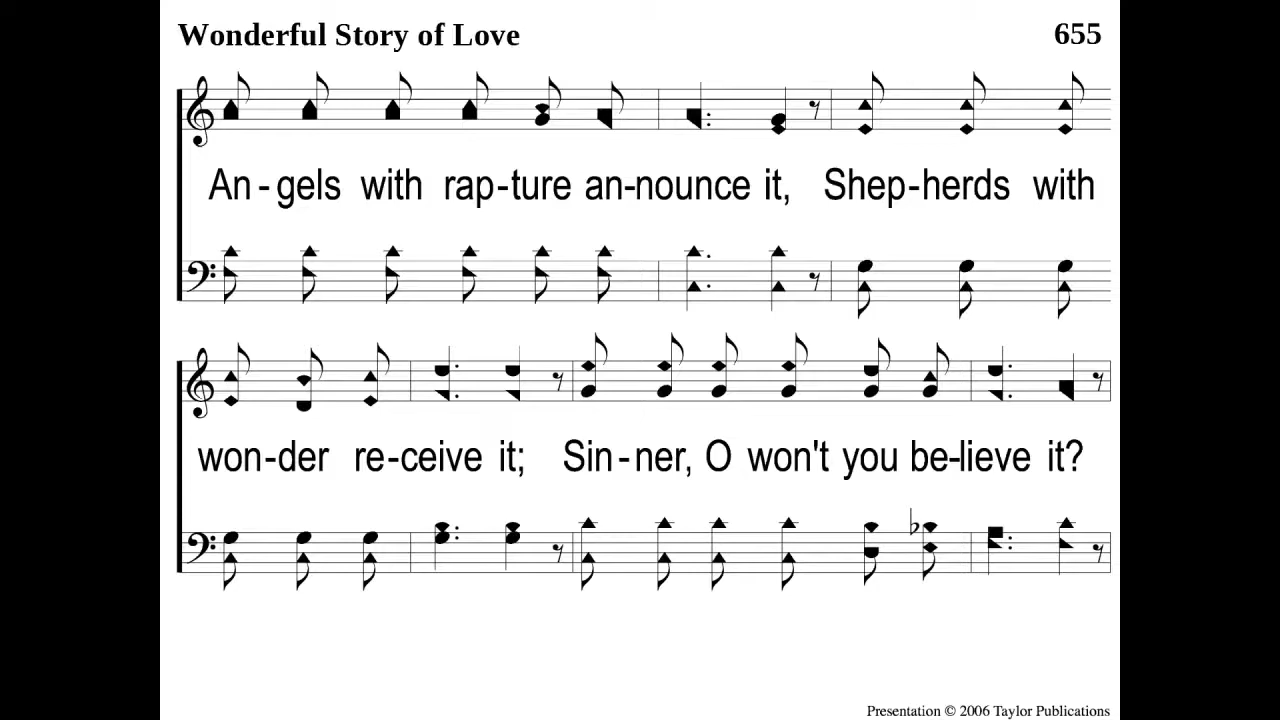 Wonderful Story of Love 655
An - gels with rap-ture an-nounce it, Shep-herds with
won-der re-ceive it; Sin-ner, O won't you be-lieve it?
Presentation © 2006 Taylor Publications